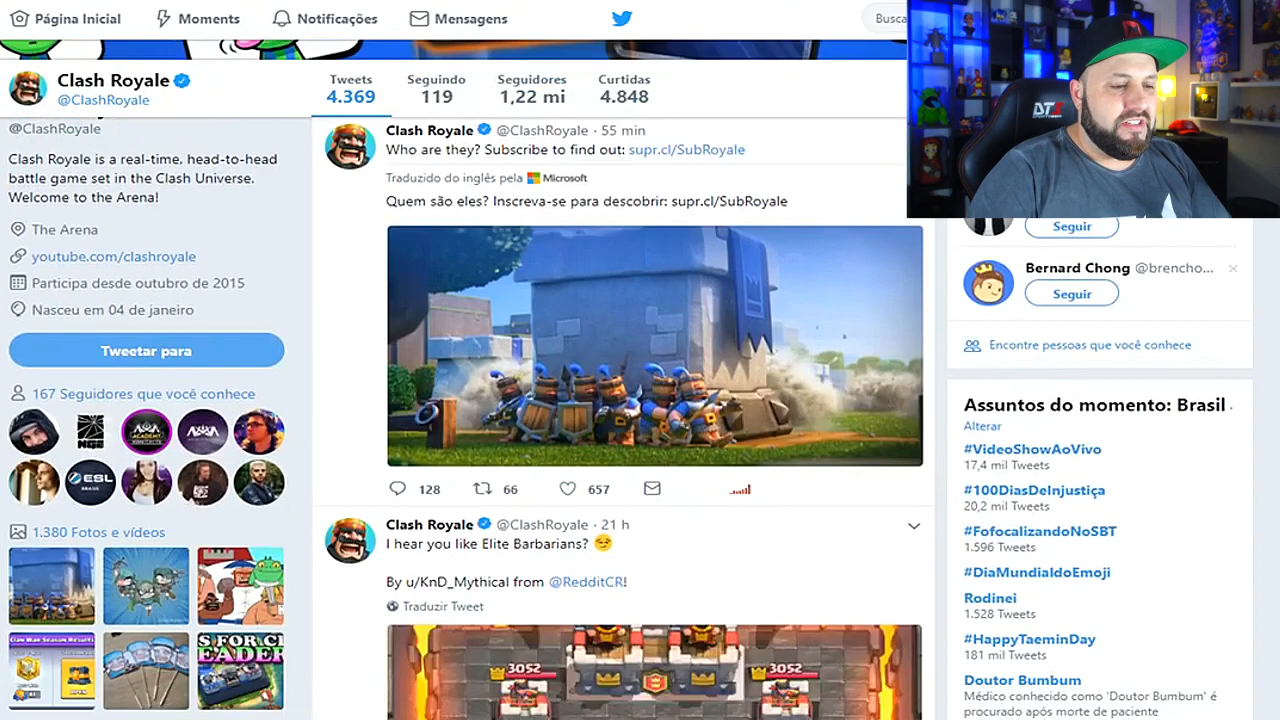 Página Inicial
Moments
Notificações
Mensagens
Busca
Clash Royale
@ClashRoyale
Tweets
4.369
Seguindo
119
Seguidores
1,22 mi
Curtidas
4.848
@ClashRoyale
Clash Royale is a real-time, head-to-head
battle game set in the Clash Universe.
Welcome to the Arena!
The Arena
youtube.com/clashroyale
Participa desde outubro de 2015
Nasceu em 04 de janeiro
Tweetar para
167 Seguidores que você conhece
ACADEMY
ESL
1.380 Fotos e vídeos
Clan War Season Results
OPEN
S FOR CL
EADER
Clash Royale @ClashRoyale · 55 min
Who are they? Subscribe to find out: supr.cl/SubRoyale
Traduzido do inglês pela Microsoft
Quem são eles? Inscreva-se para descobrir: supr.cl/SubRoyale
128
66
657
Clash Royale @ClashRoyale · 21 h
I hear you like Elite Barbarians?
By u/KnD_Mythical from @RedditCR!
Traduzir Tweet
3052
3052
Seguir
Bernard Chong @brencho...
Seguir
Encontre pessoas que você conhece
Assuntos do momento: Brasil ·
Alterar
#VideoShowAoVivo
17,4 mil Tweets
#100DiasDeInjustiça
20,2 mil Tweets
#FofocalizandoNoSBT
1.596 Tweets
#DiaMundialdoEmoji
Rodinei
1.528 Tweets
#HappyTaeminDay
181 mil Tweets
Doutor Bumbum
Médico conhecido como 'Doutor Bumbum' é
procurado após morte de paciente